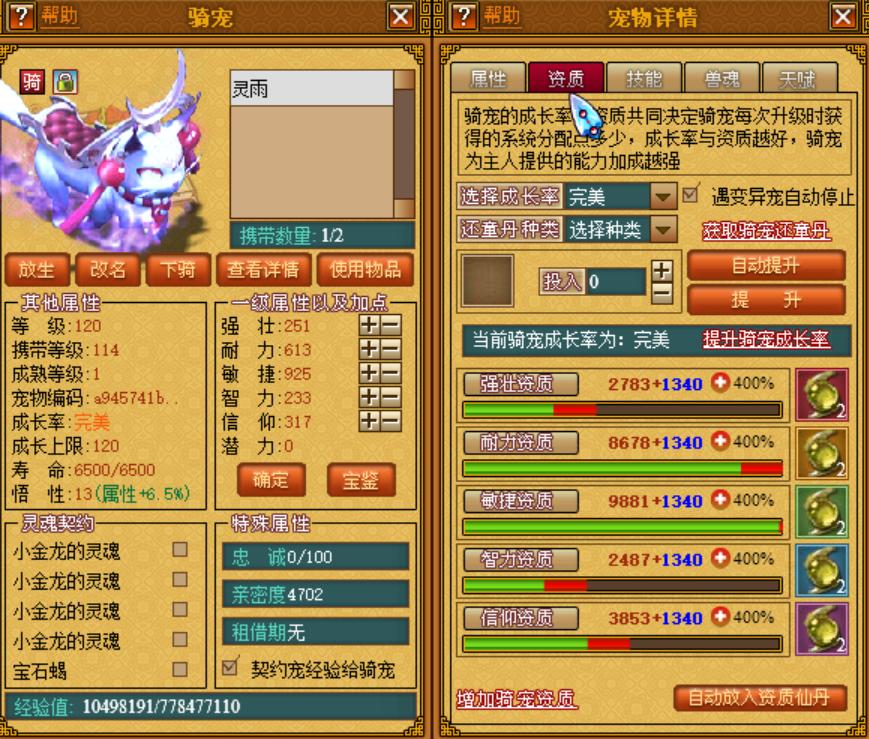 ? 帮助 骑宠 X
骑
灵雨
携带数量: 1/2
放生 改名 下骑 查看详情 使用物品
其他属性
等 级:120
携带等级:114
成熟等级:1
宠物编码:a945741b..
成长率:完美
成长上限:120
寿 命:6500/6500
悟 性:13(属性+6.5%)
一级属性以及加点
强 壮:251 + -
耐 力:613 + -
敏 捷:925 + -
智 力:233 + -
信 仰:317 + -
潜 力:0
确定 宝鉴
灵魂契约
小金龙的灵魂
小金龙的灵魂
小金龙的灵魂
小金龙的灵魂
宝石蝎
特殊属性
忠 诚0/100
亲密度4702
租借期无
契约宠经验给骑宠
经验值: 10498191/778477110
? 帮助 宠物详情 X
属性 资质 技能 兽魂 天赋
骑宠的成长率 资质共同决定骑宠每次升级时获
得的系统分配点多少，成长率与资质越好，骑宠
为主人提供的能力加成越强
选择成长率 完美 遇变异宠自动停止
还童丹种类 选择种类 获取骑宠还童丹
投入 0 + - 自动提升
提 升
当前骑宠成长率为：完美 提升骑宠成长率
强壮资质 2783+1340 400% 2
耐力资质 8678+1340 400% 2
敏捷资质 9881+1340 400% 2
智力资质 2487+1340 400% 2
信仰资质 3853+1340 400% 2
增加骑宠资质 自动放入资质仙丹